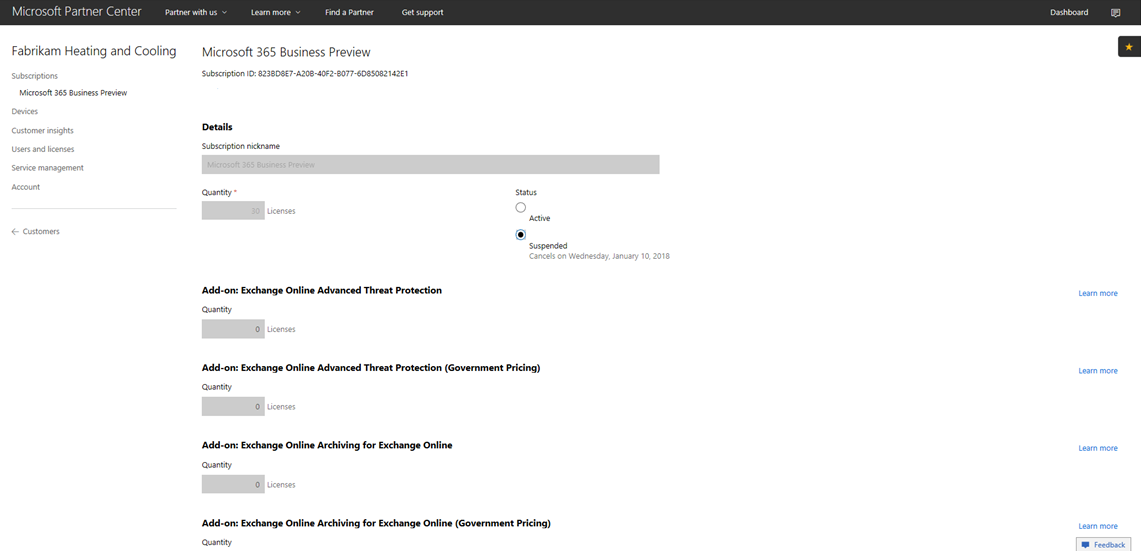 Microsoft Partner Center Partner with us Learn more Find a Partner Get support Dashboard
Fabrikam Heating and Cooling
Subscriptions
Microsoft 365 Business Preview
Devices
Customer insights
Users and licenses
Service management
Account
Customers
Microsoft 365 Business Preview
Subscription ID: 823BD8E7-A20B-40F2-B077-6D85082142E1
Details
Subscription nickname
Microsoft 365 Business Preview
Quantity * Status
30 Licenses
Active
Suspended
Cancels on Wednesday, January 10, 2018
Add-on: Exchange Online Advanced Threat Protection Learn more
Quantity
0 Licenses
Add-on: Exchange Online Advanced Threat Protection (Government Pricing) Learn more
Quantity
0 Licenses
Add-on: Exchange Online Archiving for Exchange Online Learn more
Quantity
0 Licenses
Add-on: Exchange Online Archiving for Exchange Online (Government Pricing) Learn more
Quantity
Feedback